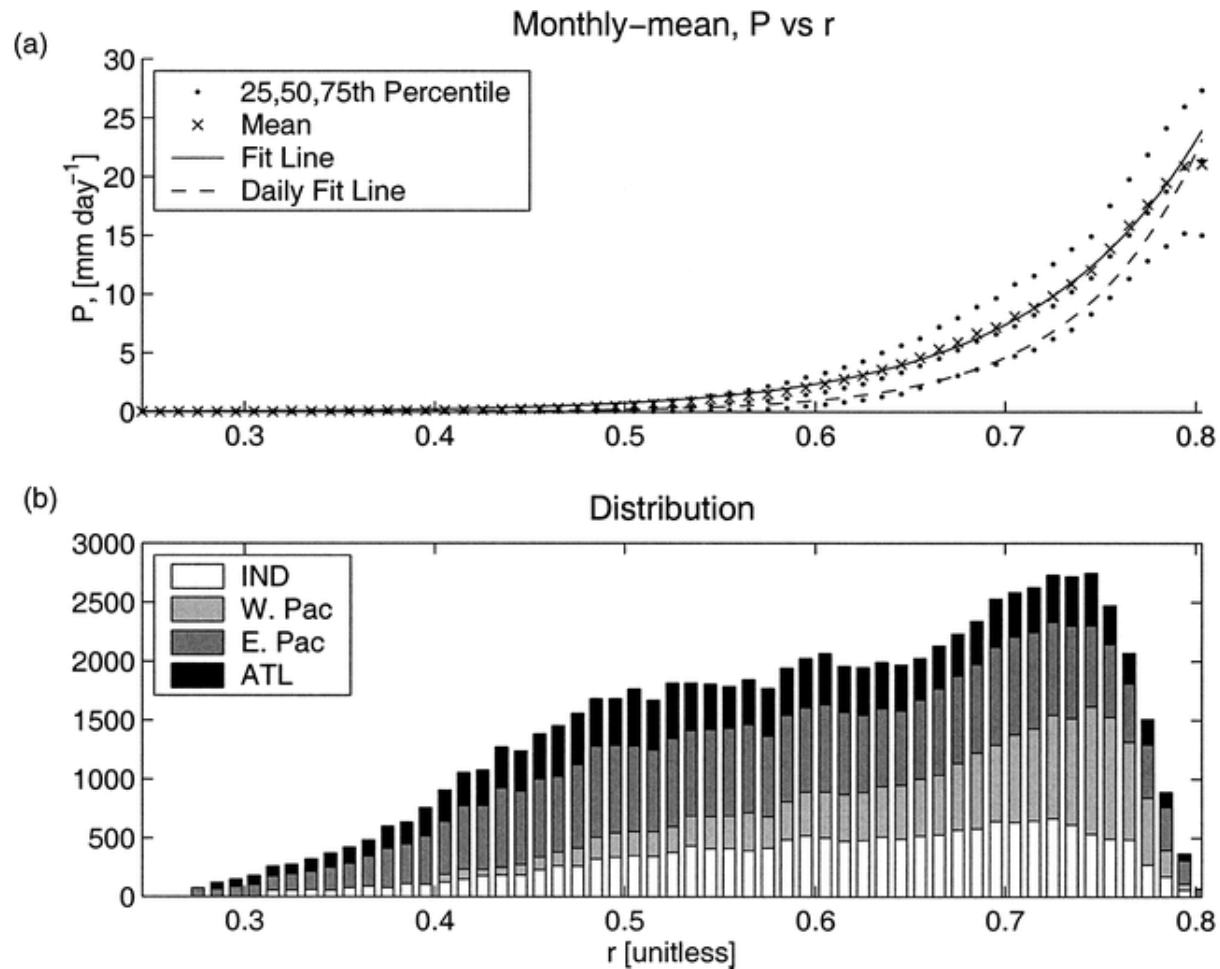 (a)
Monthly-mean, P vs r
30
25
20
15
10
5
0
P, [mm day⁻¹]
25,50,75th Percentile
Mean
Fit Line
Daily Fit Line
0.3 0.4 0.5 0.6 0.7 0.8
(b)
Distribution
3000
2500
2000
1500
1000
500
0
IND
W. Pac
E. Pac
ATL
0.3 0.4 0.5 0.6 0.7 0.8
r [unitless]